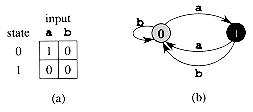 input
state a b
0 1 0
1 0 0
(a)
b a
0 1
a
b
(b)